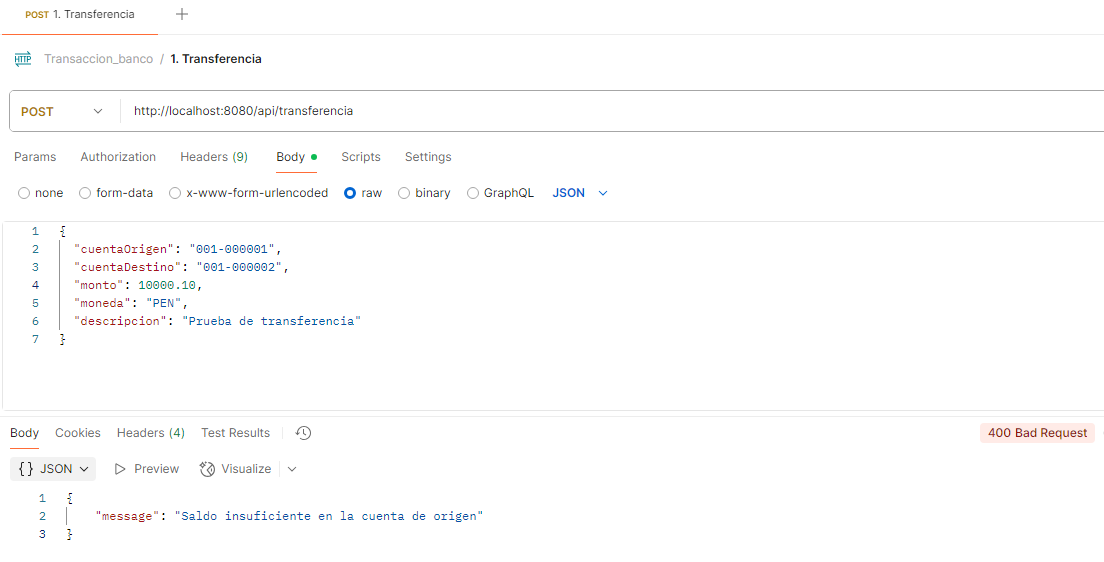 POST 1. Transferencia +
HTTP Transaccion_banco / 1. Transferencia
POST http://localhost:8080/api/transferencia
Params Authorization Headers (9) Body Scripts Settings
none form-data x-www-form-urlencoded raw binary GraphQL JSON
1 {
2 "cuentaOrigen": "001-000001",
3 "cuentaDestino": "001-000002",
4 "monto": 10000.10,
5 "moneda": "PEN",
6 "descripcion": "Prueba de transferencia"
7 }
Body Cookies Headers (4) Test Results 400 Bad Request
{} JSON Preview Visualize
1 {
2 "message": "Saldo insuficiente en la cuenta de origen"
3 }